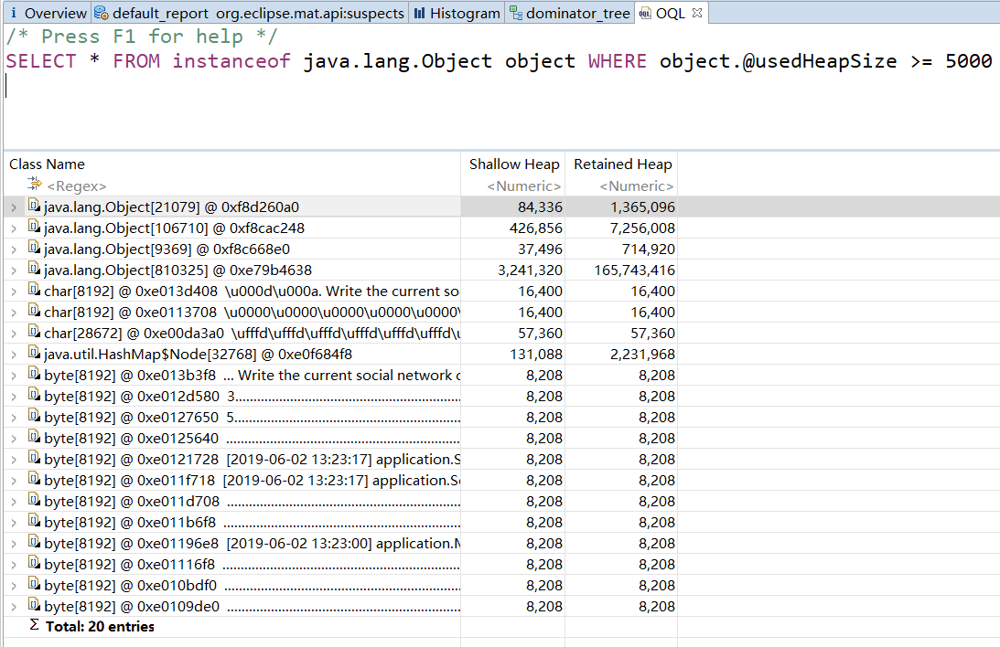 i Overview default_report org.eclipse.mat.api:suspects Histogram dominator_tree OQL
/* Press F1 for help */
SELECT * FROM instanceof java.lang.Object object WHERE object.@usedHeapSize >= 5000
Class Name Shallow Heap Retained Heap
<Regex> <Numeric> <Numeric>
java.lang.Object[21079] @ 0xf8d260a0 84,336 1,365,096
java.lang.Object[106710] @ 0xf8cac248 426,856 7,256,008
java.lang.Object[9369] @ 0xf8c668e0 37,496 714,920
java.lang.Object[810325] @ 0xe79b4638 3,241,320 165,743,416
char[8192] @ 0xe013d408 \u000d\u000a. Write the current so 16,400 16,400
char[8192] @ 0xe0113708 \u0000\u0000\u0000\u0000\u0000\ 16,400 16,400
char[28672] @ 0xe00da3a0 \ufffd\ufffd\ufffd\ufffd\ufffd\ufffd\u 57,360 57,360
java.util.HashMap$Node[32768] @ 0xe0f684f8 131,088 2,231,968
byte[8192] @ 0xe013b3f8 ... Write the current social network c 8,208 8,208
byte[8192] @ 0xe012d580 3................................................. 8,208 8,208
byte[8192] @ 0xe0127650 5................................................. 8,208 8,208
byte[8192] @ 0xe0125640 .................................................. 8,208 8,208
byte[8192] @ 0xe0121728 [2019-06-02 13:23:17] application.S 8,208 8,208
byte[8192] @ 0xe011f718 [2019-06-02 13:23:17] application.Se 8,208 8,208
byte[8192] @ 0xe011d708 .................................................. 8,208 8,208
byte[8192] @ 0xe011b6f8 .................................................. 8,208 8,208
byte[8192] @ 0xe01196e8 [2019-06-02 13:23:00] application.M 8,208 8,208
byte[8192] @ 0xe01116f8 .................................................. 8,208 8,208
byte[8192] @ 0xe010bdf0 .................................................. 8,208 8,208
byte[8192] @ 0xe0109de0 .................................................. 8,208 8,208
Σ Total: 20 entries